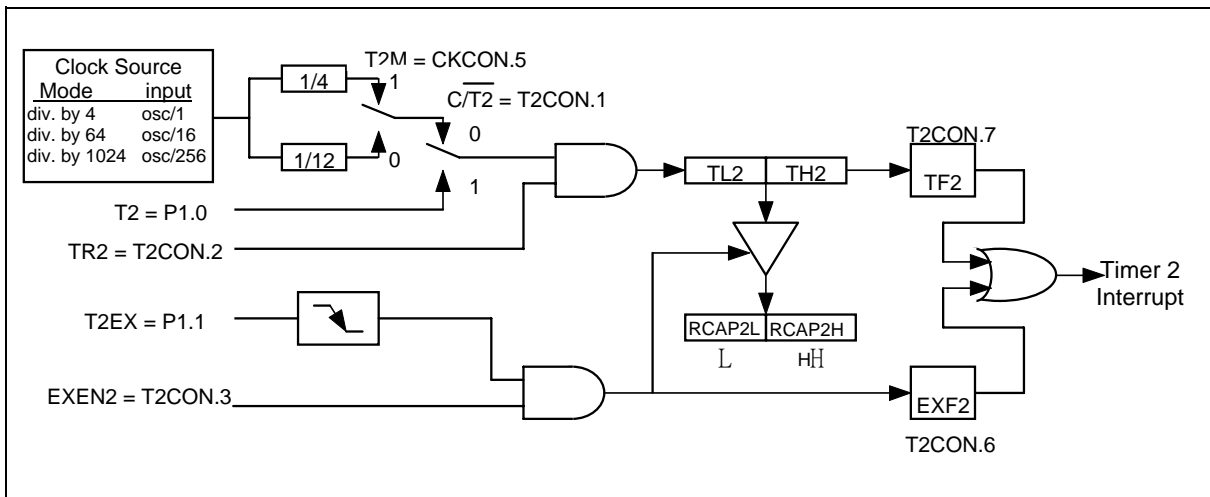 Clock Source
Mode input
div. by 4 osc/1
div. by 64 osc/16
div. by 1024 osc/256
1/4
1/12
T2M = CKCON.5
1
0
C/T2 = T2CON.1
0
1
T2 = P1.0
TR2 = T2CON.2
TL2 TH2
T2CON.7
TF2
Timer 2
Interrupt
T2EX = P1.1
RCAP2L RCAP2H
L HH
EXEN2 = T2CON.3
EXF2
T2CON.6